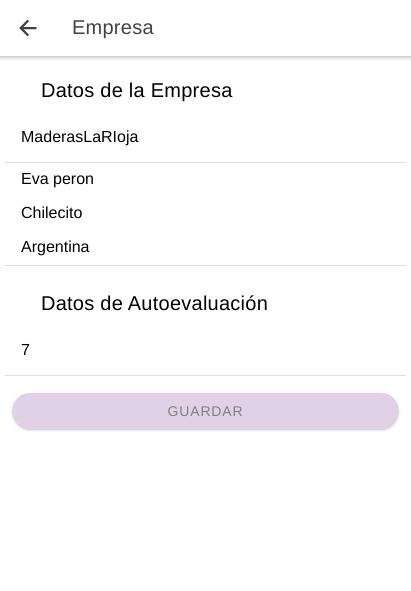 Empresa
Datos de la Empresa
MaderasLaRIoja
Eva peron
Chilecito
Argentina
Datos de Autoevaluación
7
GUARDAR